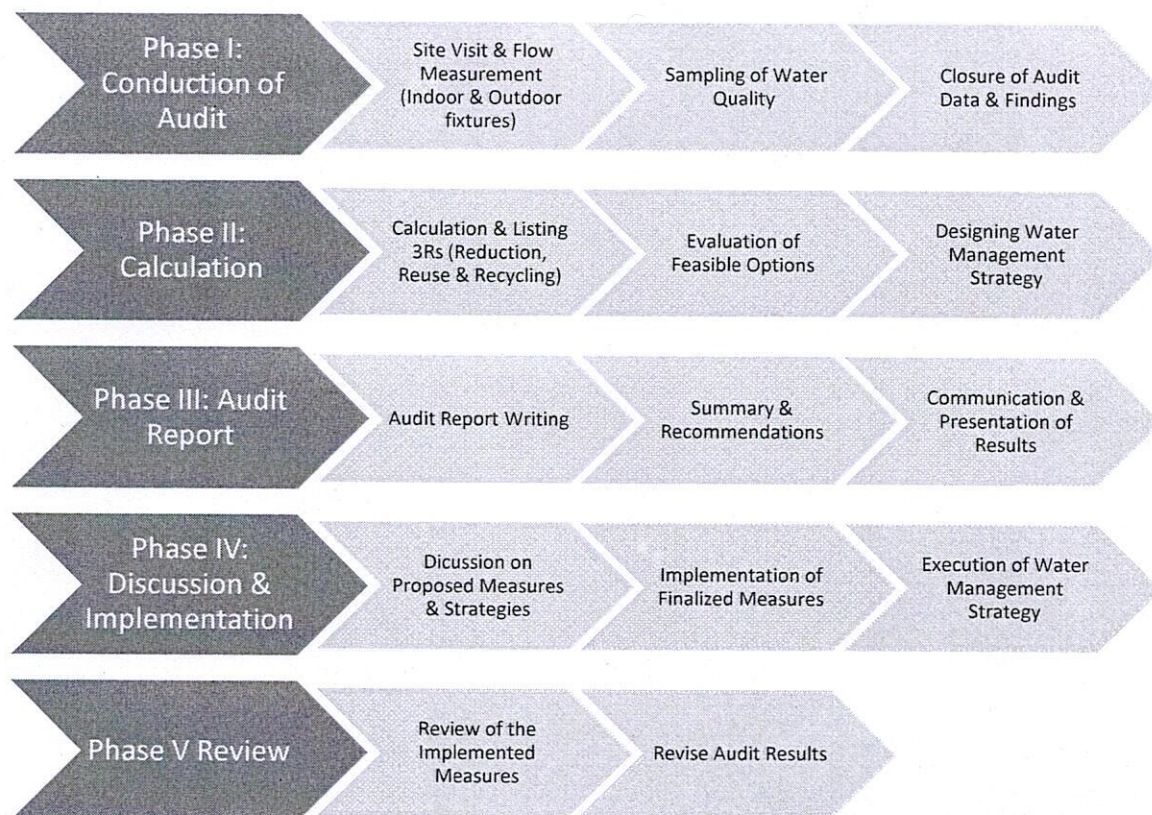 Phase I:
Conduction of
Audit
Site Visit & Flow
Measurement
(Indoor & Outdoor
fixtures)
Sampling of Water
Quality
Closure of Audit
Data & Findings
Phase II:
Calculation
Calculation & Listing
3Rs (Reduction,
Reuse & Recycling)
Evaluation of
Feasible Options
Designing Water
Management
Strategy
Phase III: Audit
Report
Audit Report Writing
Summary &
Recommendations
Communication &
Presentation of
Results
Phase IV:
Discussion &
Implementation
Dicussion on
Proposed Measures
& Strategies
Implementation of
Finalized Measures
Execution of Water
Management
Strategy
Phase V Review
Review of the
Implemented
Measures
Revise Audit Results